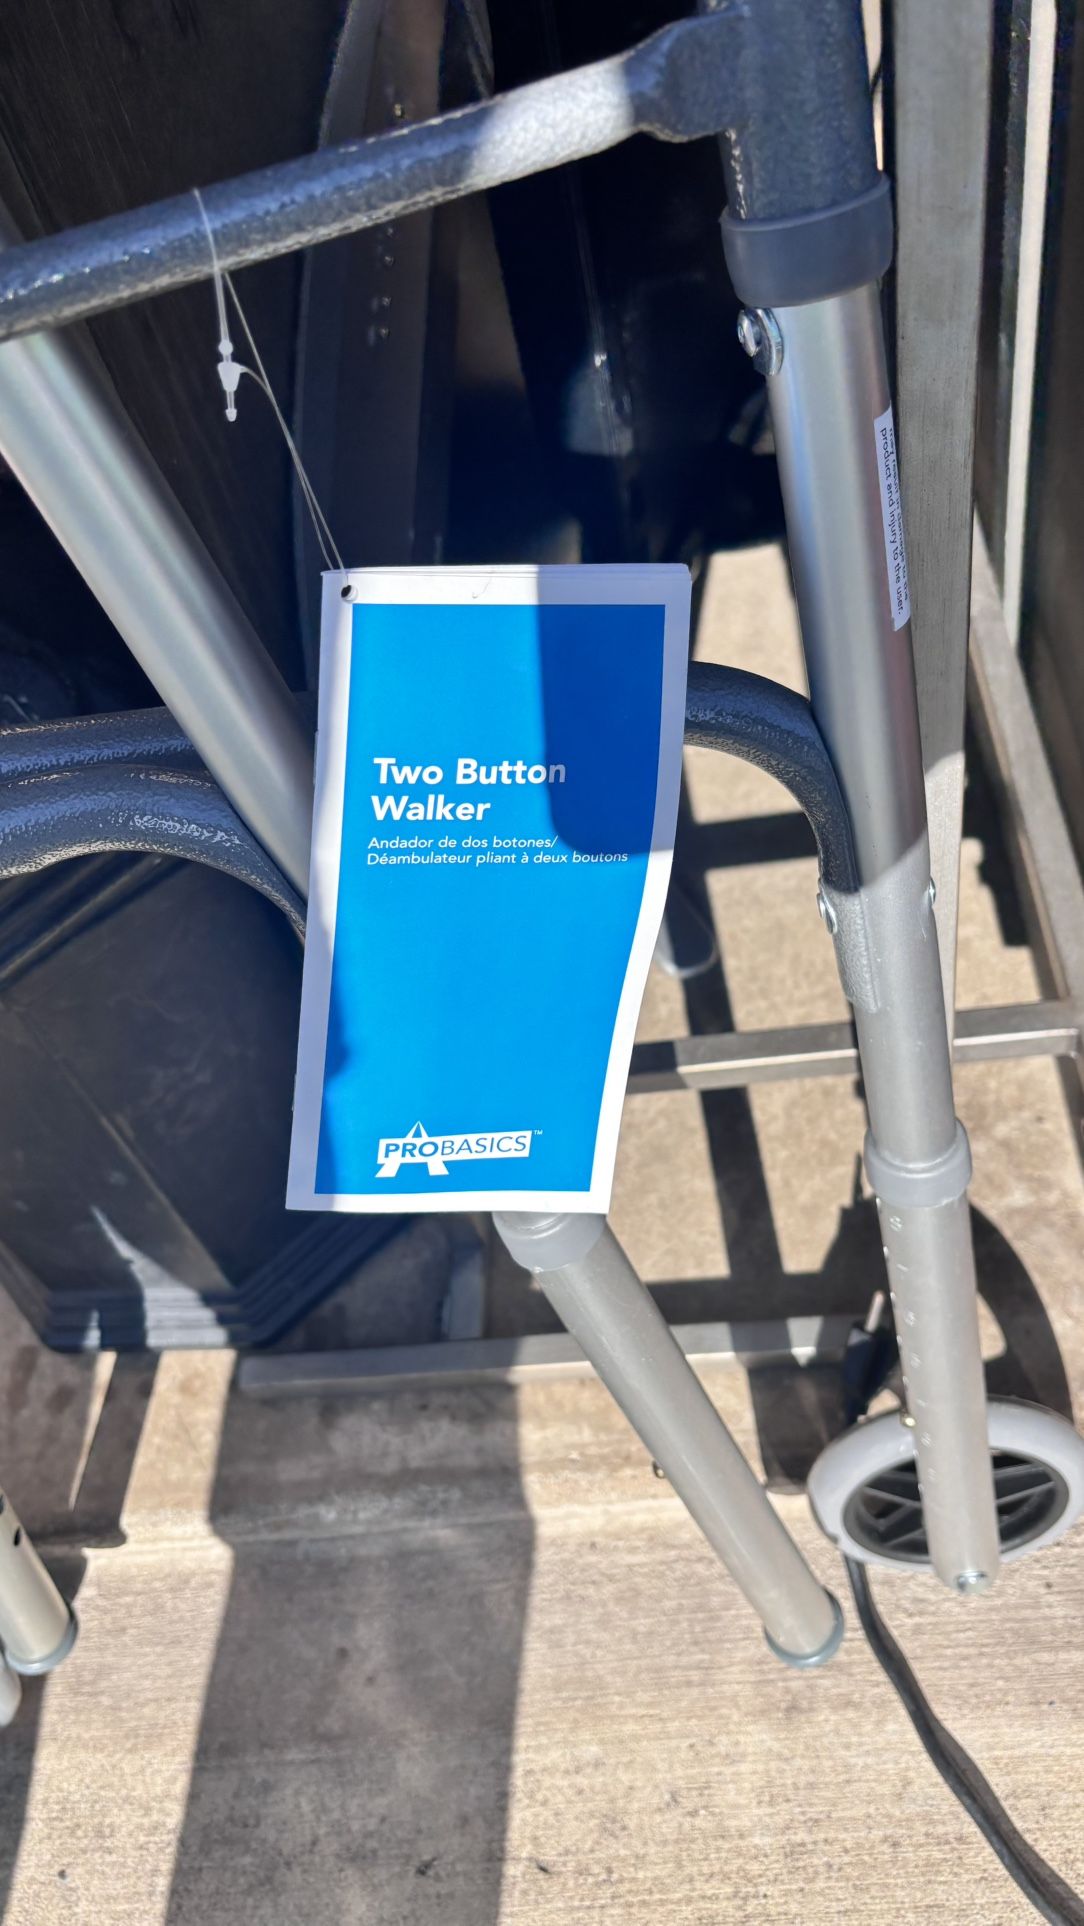 Two Button
Walker
Andador de dos botones/
Déambulateur pliant à deux boutons
PROBASICS™
product and injury to the user.